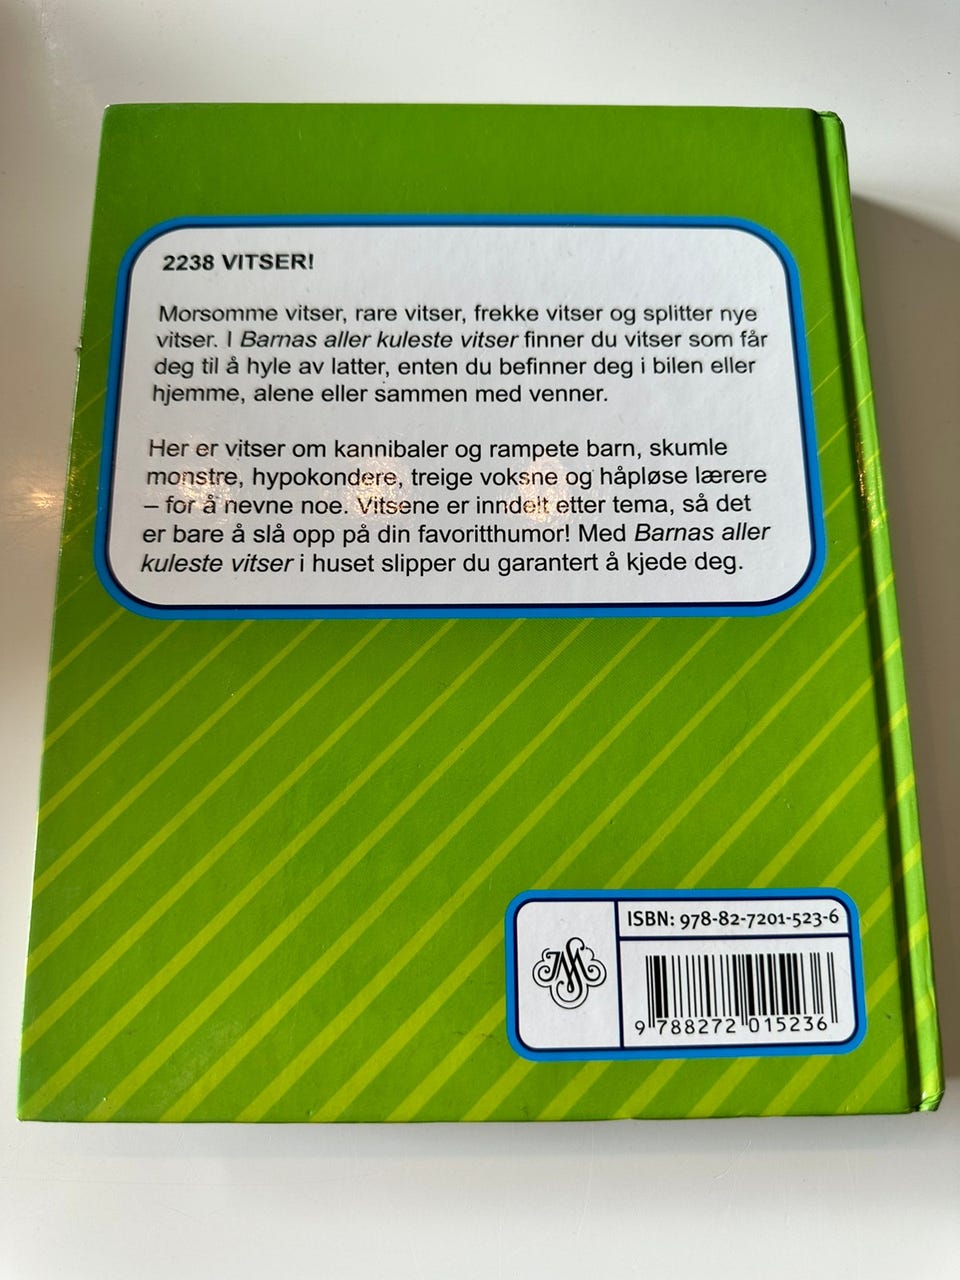 2238 VITSER!
Morsomme vitser, rare vitser, frekke vitser og splitter nye
vitser. I Barnas aller kuleste vitser finner du vitser som får
deg til å hyle av latter, enten du befinner deg i bilen eller
hjemme, alene eller sammen med venner.
Her er vitser om kannibaler og rampete barn, skumle
monstre, hypokondere, treige voksne og håpløse lærere
– for å nevne noe. Vitsene er inndelt etter tema, så det
er bare å slå opp på din favoritthumor! Med Barnas aller
kuleste vitser i huset slipper du garantert å kjede deg.
ISBN: 978-82-7201-523-6
9 788272 015236